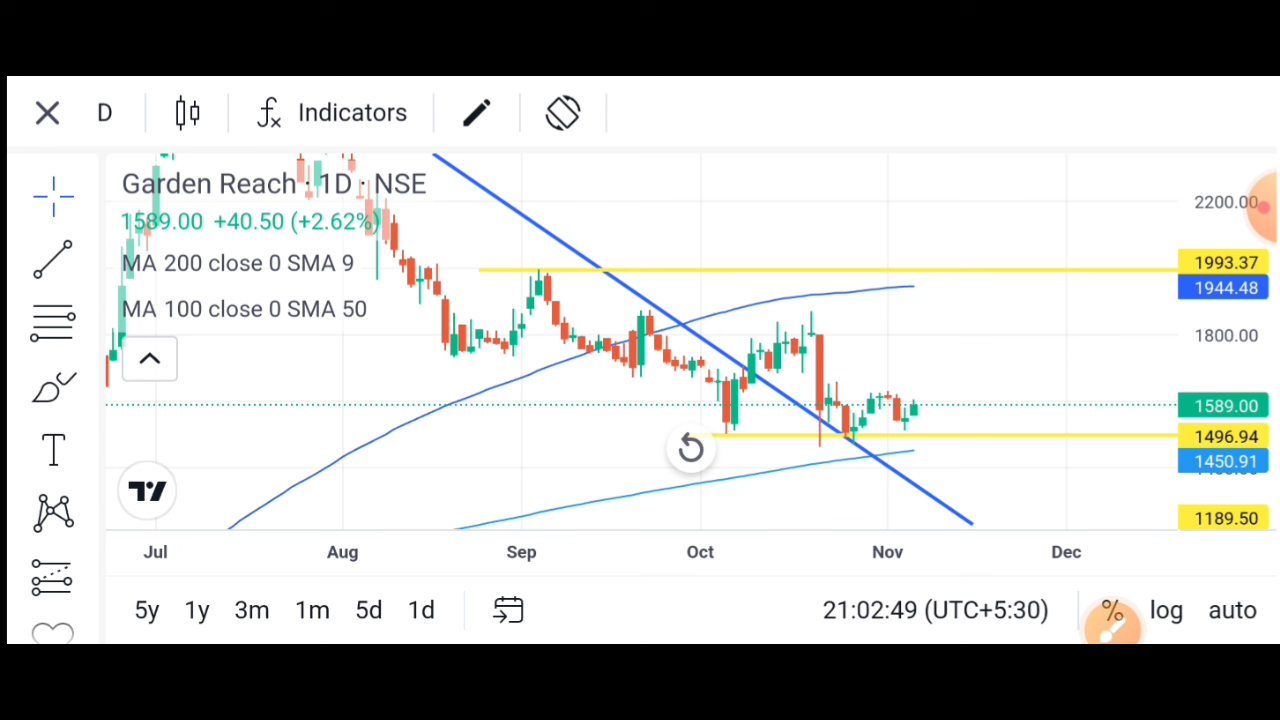 D
Indicators
Garden Reach · 1D · NSE
1589.00 +40.50 (+2.62%)
MA 200 close 0 SMA 9
MA 100 close 0 SMA 50
2200.00
1993.37
1944.48
1800.00
1589.00
1496.94
1450.91
1189.50
Jul Aug Sep Oct Nov Dec
5y 1y 3m 1m 5d 1d
21:02:49 (UTC+5:30)
% log auto